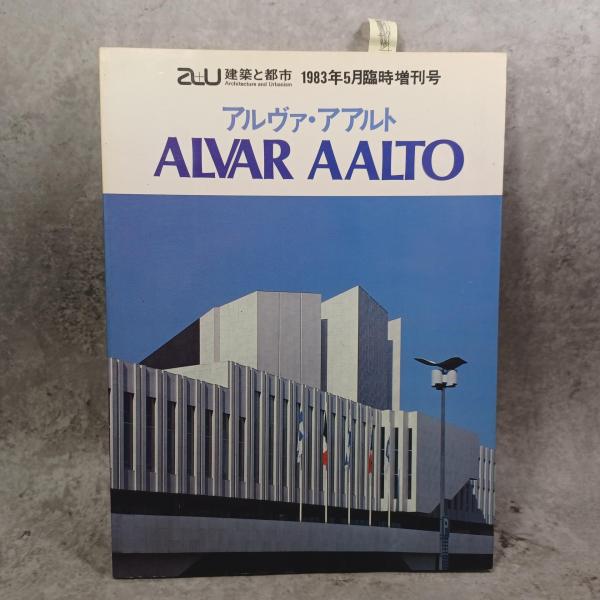 a+u 建築と都市 1983年5月臨時増刊号
Architecture and Urbanism
アルヴァ・アアルト
ALVAR AALTO